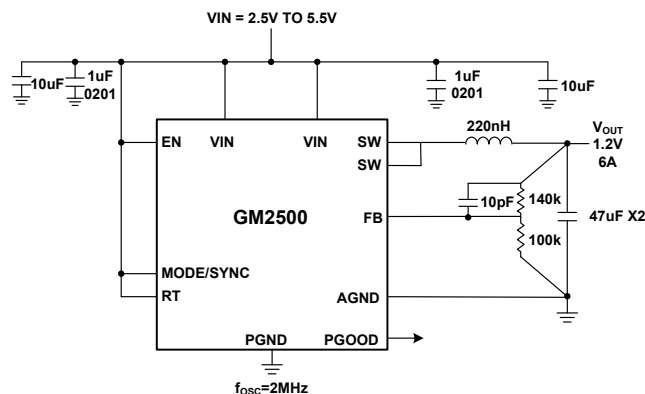 VIN = 2.5V TO 5.5V
10uF
1uF
0201
1uF
0201
10uF
EN
VIN
VIN
SW
SW
220nH
VOUT
1.2V
6A
GM2500
FB
10pF
140k
100k
47uF X2
MODE/SYNC
RT
AGND
PGND
PGOOD
fOSC=2MHz